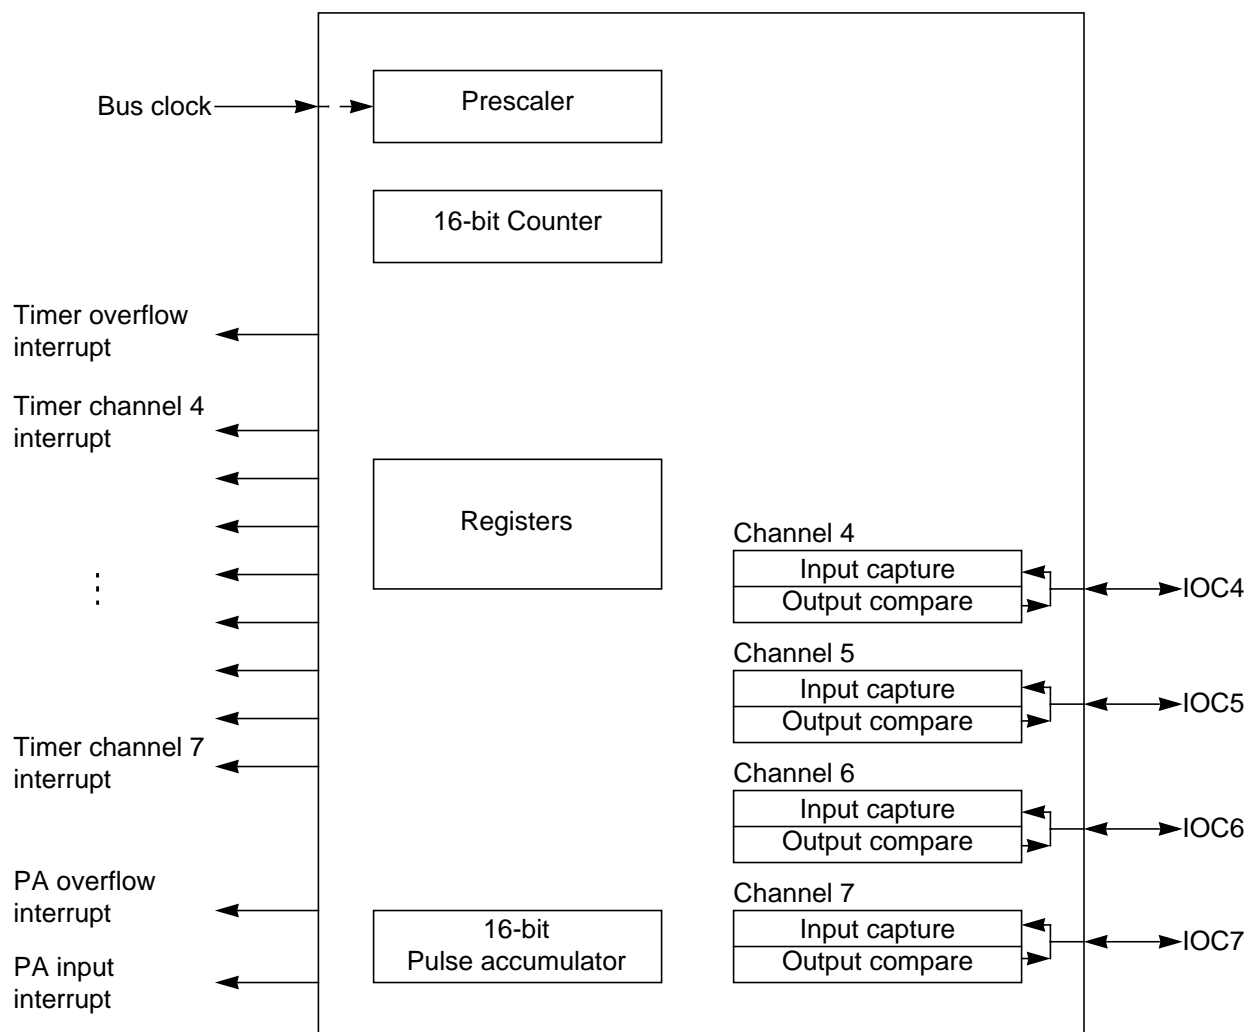 Bus clock
Prescaler
16-bit Counter
Timer overflow
interrupt
Timer channel 4
interrupt
Registers
Channel 4
Input capture
Output compare
IOC4
Channel 5
Input capture
Output compare
IOC5
Timer channel 7
interrupt
Channel 6
Input capture
Output compare
IOC6
PA overflow
interrupt
PA input
interrupt
16-bit
Pulse accumulator
Channel 7
Input capture
Output compare
IOC7